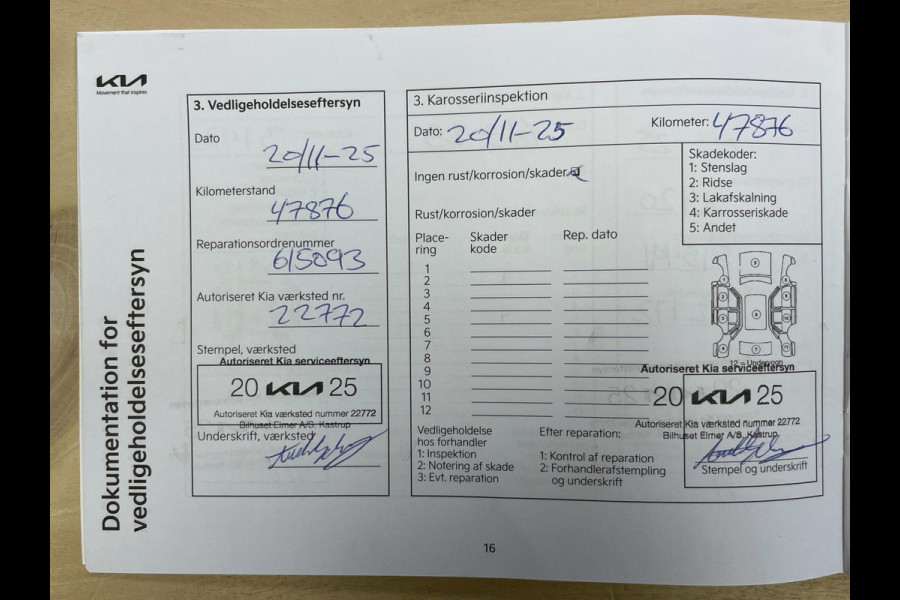 KIA
Movement that inspires
Dokumentation for
vedligeholdelseseftersyn
3. Vedligeholdelseseftersyn
Dato
20/11-25
Kilometerstand
47876
Reparationsordrenummer
615093
Autoriseret Kia værksted nr.
22772
Stempel, værksted
Autoriseret Kia serviceeftersyn
20 KIA 25
Autoriseret Kia værksted nummer 22772
Bilhuset Elmer A/S, Kastrup
Underskrift, værksted
3. Karosseriinspektion
Dato: 20/11-25
Kilometer: 47876
Ingen rust/korrosion/skader
Skadekoder:
1: Stenslag
2: Ridse
3: Lakafskalning
4: Karrosseriskade
5: Andet
Rust/korrosion/skader
Place-
ring
Skader
kode
Rep. dato
1
2
3
4
5
6
7
8
9
10
11
12
12 = Undervogn
Autoriseret Kia serviceeftersyn
20 KIA 25
Autoriseret Kia værksted nummer 22772
Bilhuset Elmer A/S, Kastrup
Stempel og underskrift
Vedligeholdelse
hos forhandler
1: Inspektion
2: Notering af skade
3: Evt. reparation
Efter reparation:
1: Kontrol af reparation
2: Forhandlerafstempling
og underskrift
16